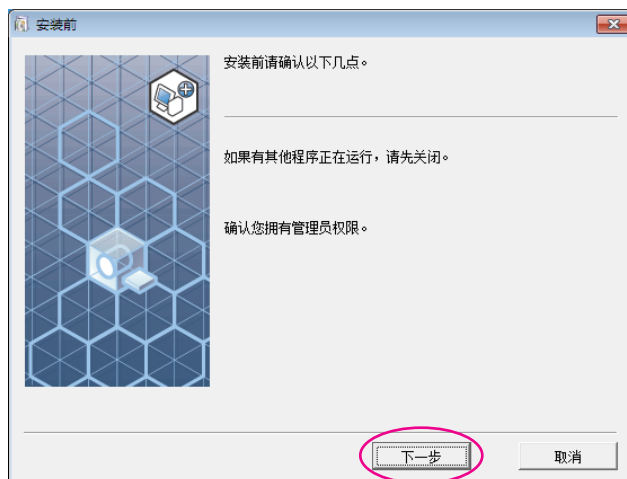 安装前
安装前请确认以下几点。
如果有其他程序正在运行，请先关闭。
确认您拥有管理员权限。
下一步
取消